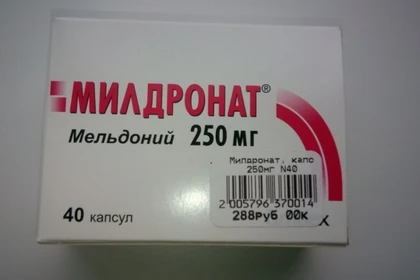 МИЛДРОНАТ®
Мельдоний 250 мг
Милдронат, капс
250мг N40
2 005796 370014
288руб 00к
40 капсул